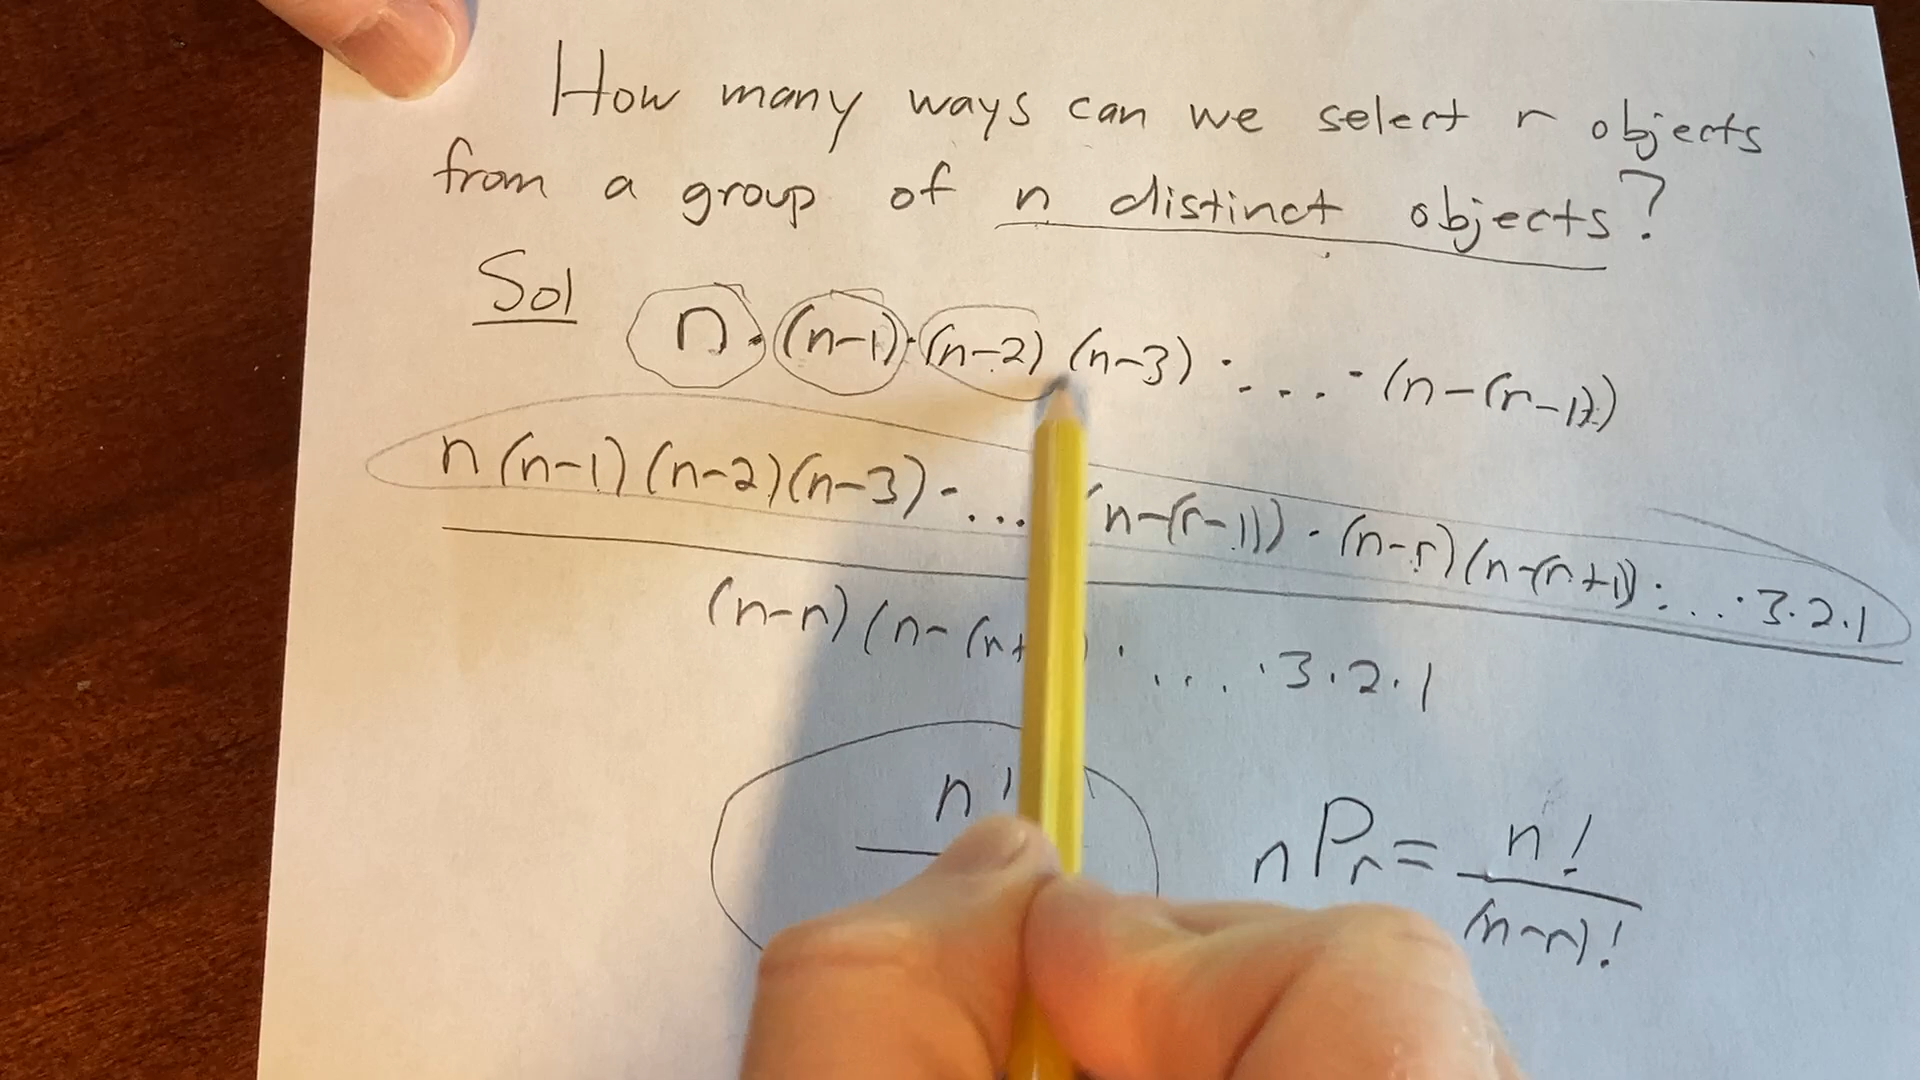 How many ways can we select r objects
from a group of n distinct objects?
Sol n·(n-1)·(n-2)(n-3)·...·(n-(r-1))
n(n-1)(n-2)(n-3)·... (n-(r-1))·(n-r)(n-(r+1))·...·3·2·1
(n-r)(n-(r+ )·...·3·2·1
n!
nPr = n!
(n-r)!